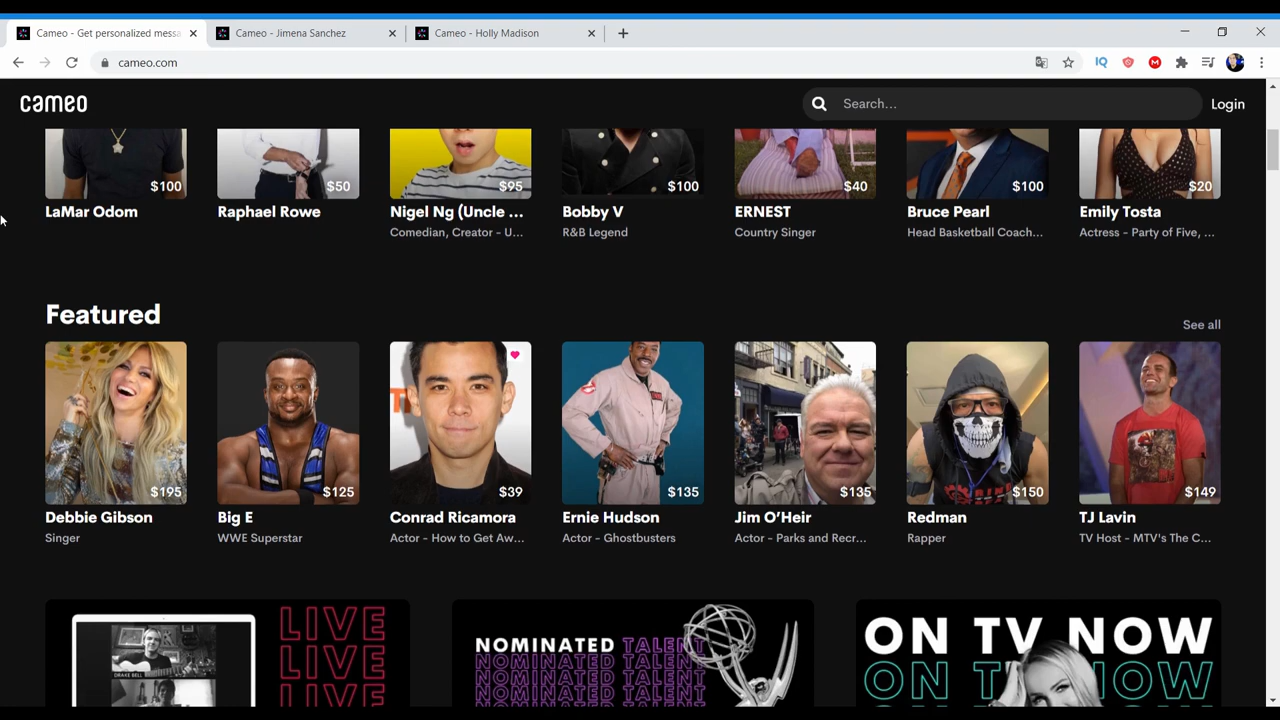 Cameo - Get personalized messa
Cameo - Jimena Sanchez
Cameo - Holly Madison
cameo.com
cameo
Search...
Login
$100
$50
$95
$100
$40
$100
$20
LaMar Odom
Raphael Rowe
Nigel Ng (Uncle ...
Bobby V
ERNEST
Bruce Pearl
Emily Tosta
Comedian, Creator - U...
R&B Legend
Country Singer
Head Basketball Coach...
Actress - Party of Five, ...
Featured
See all
$195
$125
$39
$135
$135
$150
$149
Debbie Gibson
Big E
Conrad Ricamora
Ernie Hudson
Jim O'Heir
Redman
TJ Lavin
Singer
WWE Superstar
Actor - How to Get Aw...
Actor - Ghostbusters
Actor - Parks and Recr...
Rapper
TV Host - MTV's The C...
LIVE
LIVE
LIVE
DRAKE BELL
NOMINATED TALENT
NOMINATED TALENT
NOMINATED TALENT
NOMINATED TALENT
NOMINATED TALENT
ON TV NOW
ON TV NOW